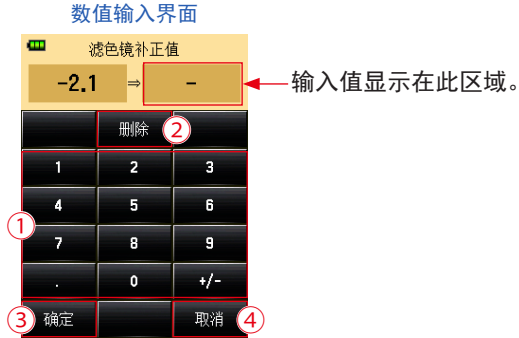 数值输入界面
滤色镜补正值
-2.1 ⇒ -
输入值显示在此区域。
删除 ②
1 2 3
4 5 6
①
7 8 9
. 0 +/-
③ 确定 取消 ④